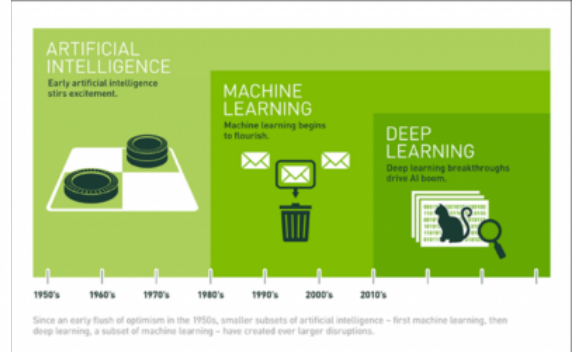 ARTIFICIAL
INTELLIGENCE
Early artificial intelligence
stirs excitement.
MACHINE
LEARNING
Machine learning begins
to flourish.
DEEP
LEARNING
Deep learning breakthroughs
drive AI boom.
1950's 1960's 1970's 1980's 1990's 2000's 2010's
Since an early flush of optimism in the 1950s, smaller subsets of artificial intelligence – first machine learning, then
deep learning, a subset of machine learning – have created ever larger disruptions.